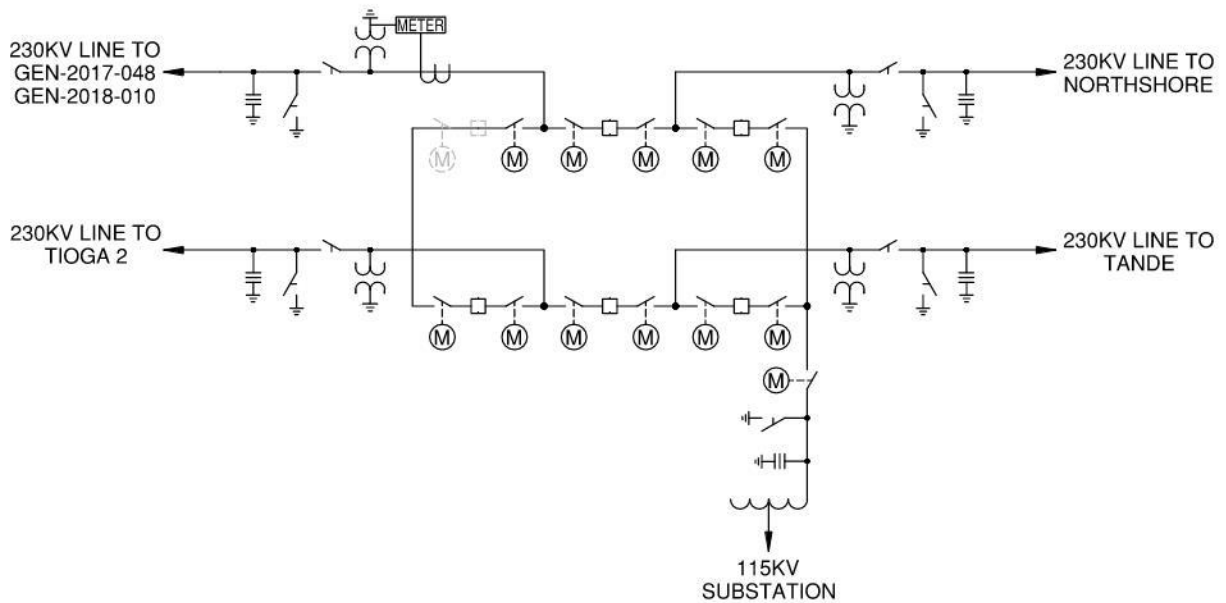 METER
230KV LINE TO
GEN-2017-048
GEN-2018-010
230KV LINE TO
NORTHSHORE
M M M M M M
230KV LINE TO
TIOGA 2
230KV LINE TO
TANDE
M M M M M M
M
115KV
SUBSTATION